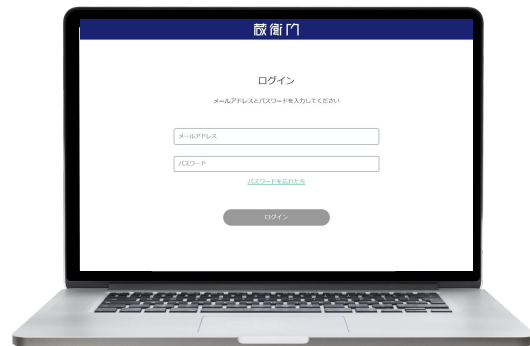 蔵衛門
ログイン
メールアドレスとパスワードを入力してください
メールアドレス
パスワード
パスワードを忘れた方
ログイン